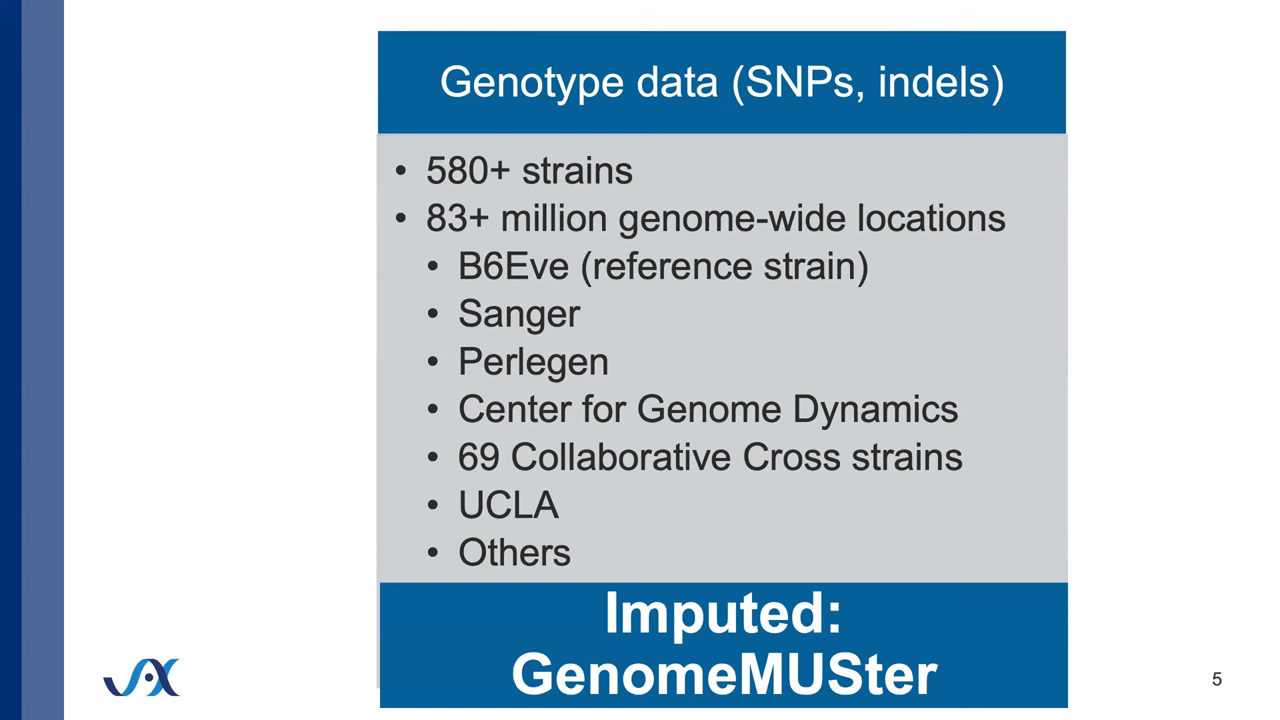 Genotype data (SNPs, indels)
• 580+ strains
• 83+ million genome-wide locations
• B6Eve (reference strain)
• Sanger
• Perlegen
• Center for Genome Dynamics
• 69 Collaborative Cross strains
• UCLA
• Others
Imputed:
GenomeMUSter
JAX
5